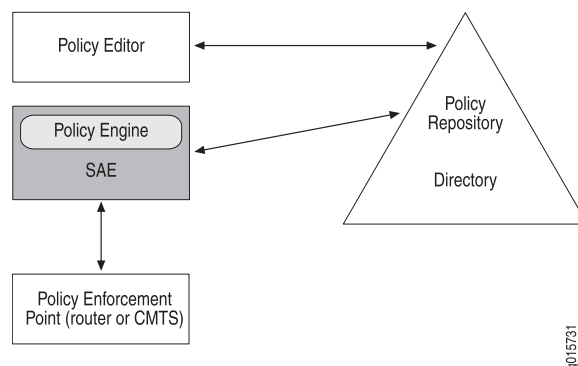 Policy Editor
Policy Engine
SAE
Policy
Repository
Directory
Policy Enforcement
Point (router or CMTS)
g015731